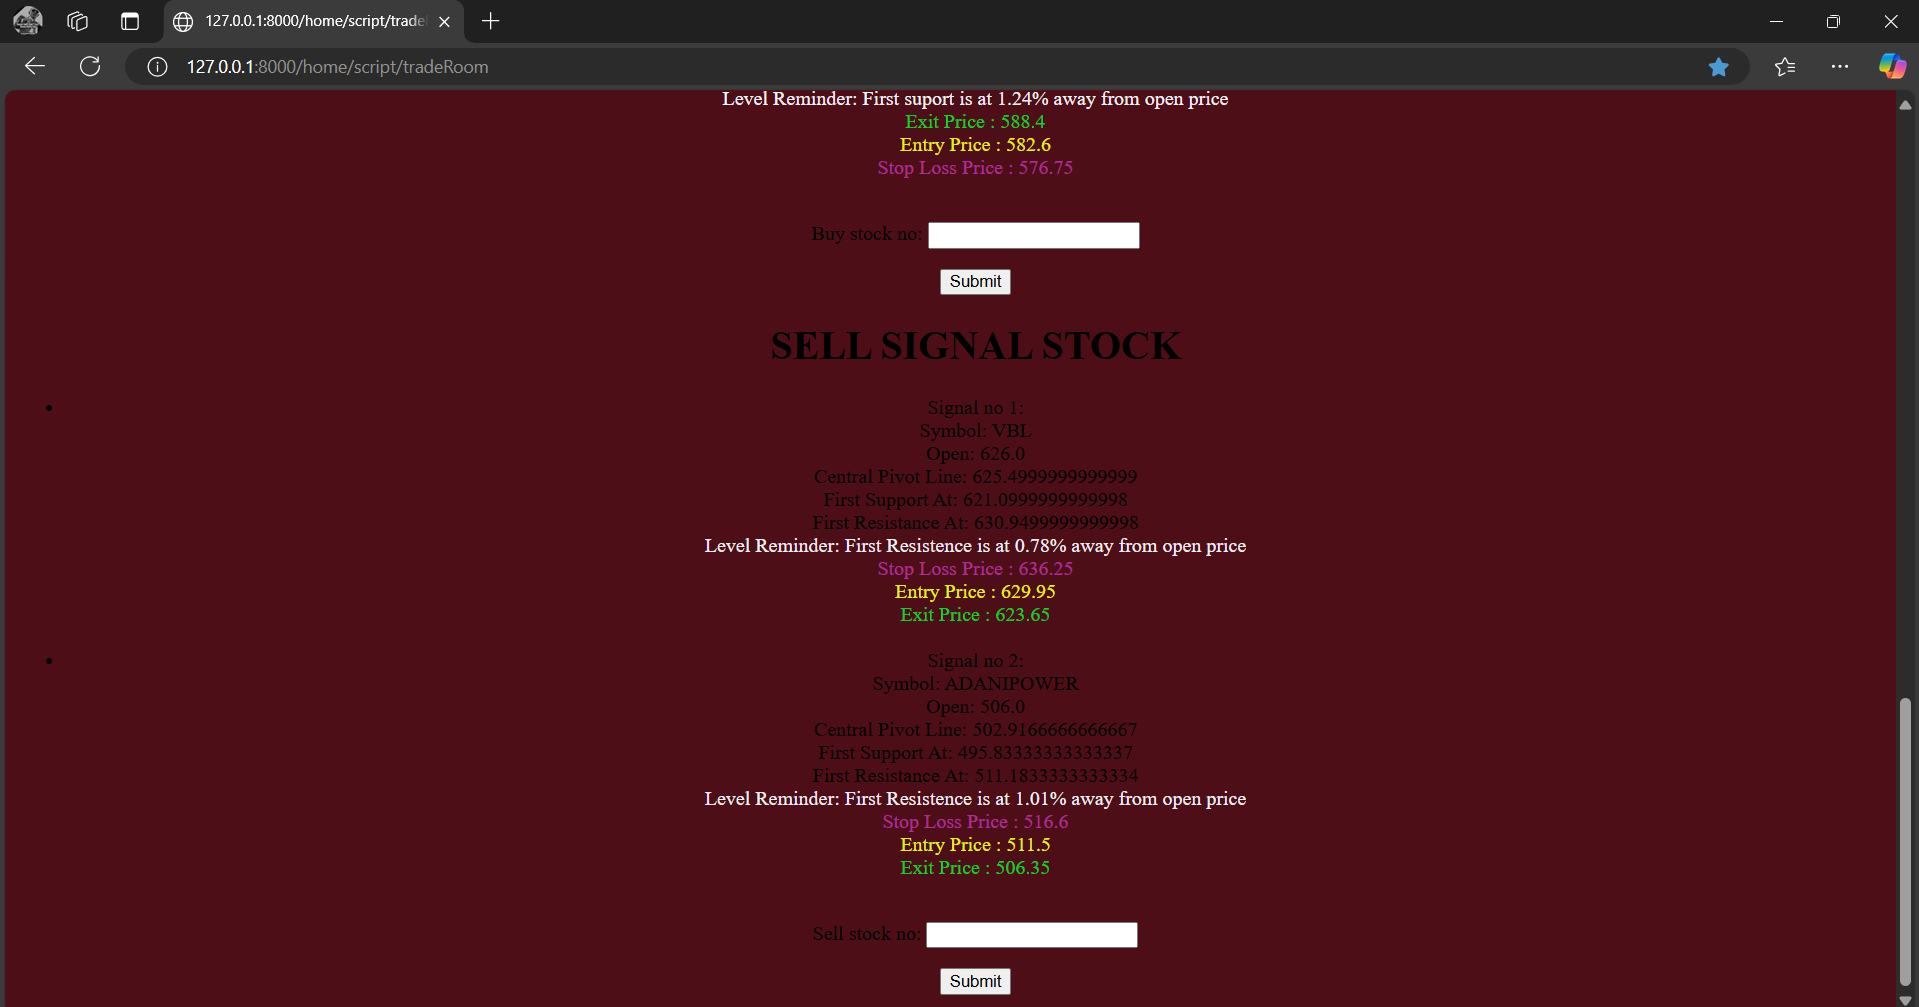 127.0.0.1:8000/home/script/trade
127.0.0.1:8000/home/script/tradeRoom
Level Reminder: First suport is at 1.24% away from open price
Exit Price : 588.4
Entry Price : 582.6
Stop Loss Price : 576.75
Buy stock no:
Submit
SELL SIGNAL STOCK
Signal no 1:
Symbol: VBL
Open: 626.0
Central Pivot Line: 625.4999999999999
First Support At: 621.0999999999998
First Resistance At: 630.9499999999998
Level Reminder: First Resistence is at 0.78% away from open price
Stop Loss Price : 636.25
Entry Price : 629.95
Exit Price : 623.65
Signal no 2:
Symbol: ADANIPOWER
Open: 506.0
Central Pivot Line: 502.9166666666667
First Support At: 495.83333333333337
First Resistance At: 511.1833333333334
Level Reminder: First Resistence is at 1.01% away from open price
Stop Loss Price : 516.6
Entry Price : 511.5
Exit Price : 506.35
Sell stock no:
Submit